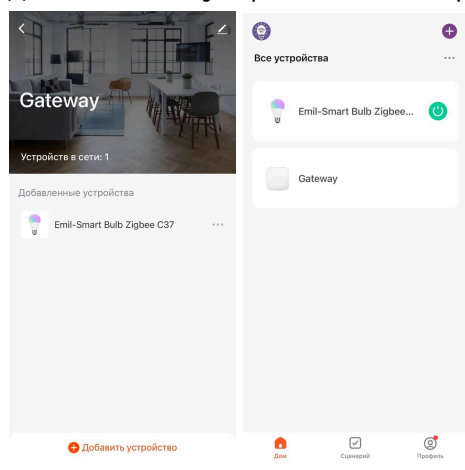 Gateway
Устройств в сети: 1
Добавленные устройства
Emil-Smart Bulb Zigbee C37
Добавить устройство
Все устройства
Emil-Smart Bulb Zigbee...
Gateway
Дом
Сценарий
Профиль